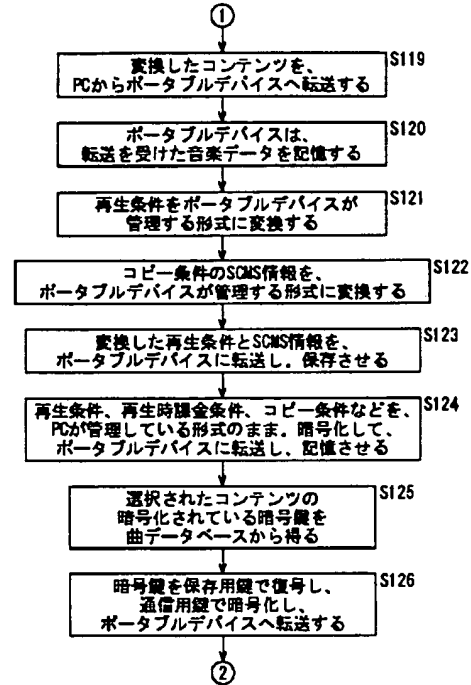 1
変換したコンテンツを、
PCからポータブルデバイスへ転送する
S119
ポータブルデバイスは、
転送を受けた音楽データを記憶する
S120
再生条件をポータブルデバイスが
管理する形式に変換する
S121
コピー条件のSCMS情報を、
ポータブルデバイスが管理する形式に変換する
S122
変換した再生条件とSCMS情報を、
ポータブルデバイスに転送し、保存させる
S123
再生条件、再生時課金条件、コピー条件などを、
PCが管理している形式のまま。暗号化して、
ポータブルデバイスに転送し、記憶させる
S124
選択されたコンテンツの
暗号化されている暗号鍵を
曲データベースから得る
S125
暗号鍵を保存用鍵で復号し、
通信用鍵で暗号化し、
ポータブルデバイスへ転送する
S126
2